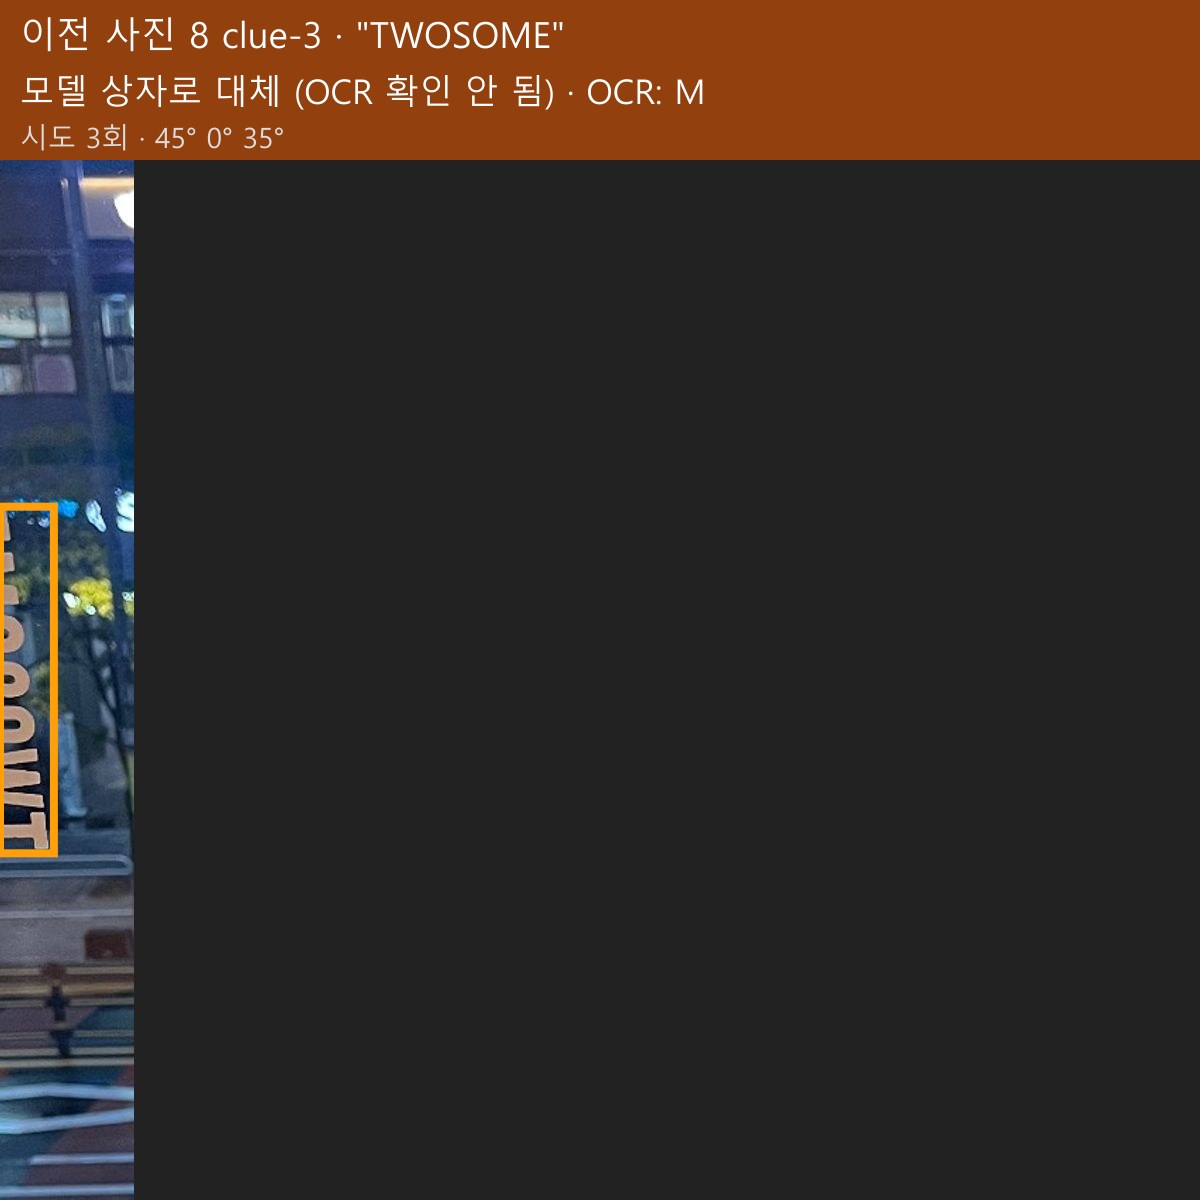 이전 사진 8 clue-3 · "TWOSOME"
모델 상자로 대체 (OCR 확인 안 됨) · OCR: M
시도 3회 · 45° 0° 35°